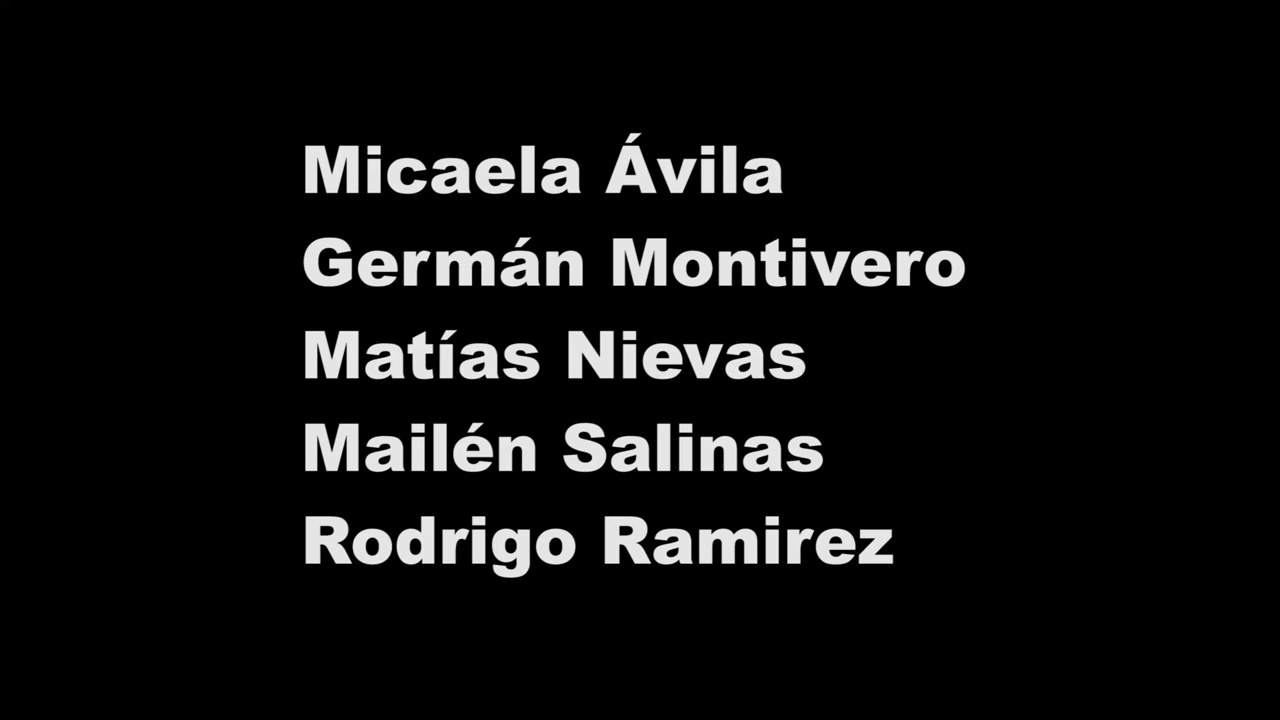 Micaela Ávila
Germán Montivero
Matías Nievas
Mailén Salinas
Rodrigo Ramirez